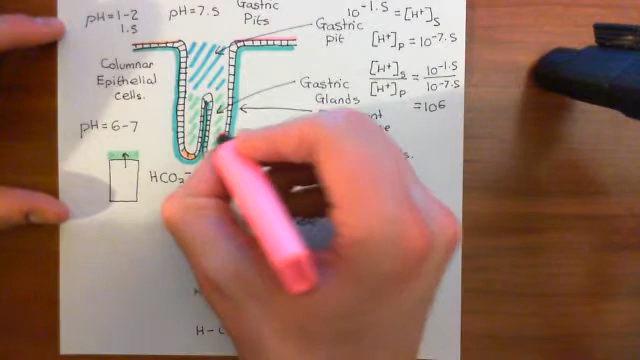 pH=1-2
1.5
pH=7.5
Gastric
Pits
10^-1.5 = [H+]s
Gastric
pit
[H+]p = 10^-7.5
Columnar
Epithelial
cells.
[H+]s / [H+]p = 10^-1.5 / 10^-7.5
= 10^6
Gastric
Glands
pH=6-7
HCO3-
H-